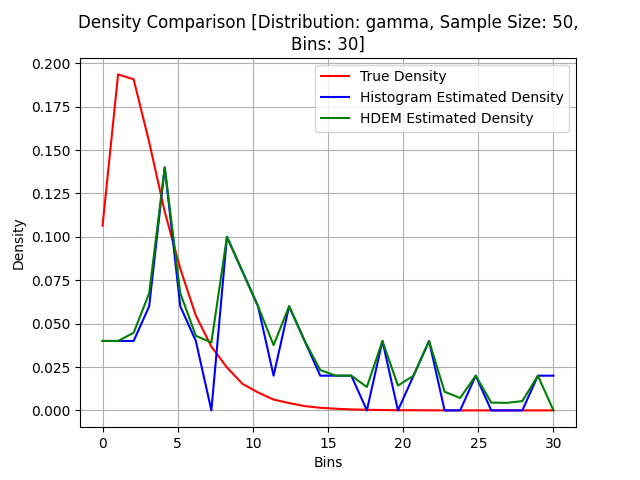 Density Comparison [Distribution: gamma, Sample Size: 50,
Bins: 30]
True Density
Histogram Estimated Density
HDEM Estimated Density
Density
0.200
0.175
0.150
0.125
0.100
0.075
0.050
0.025
0.000
0 5 10 15 20 25 30
Bins